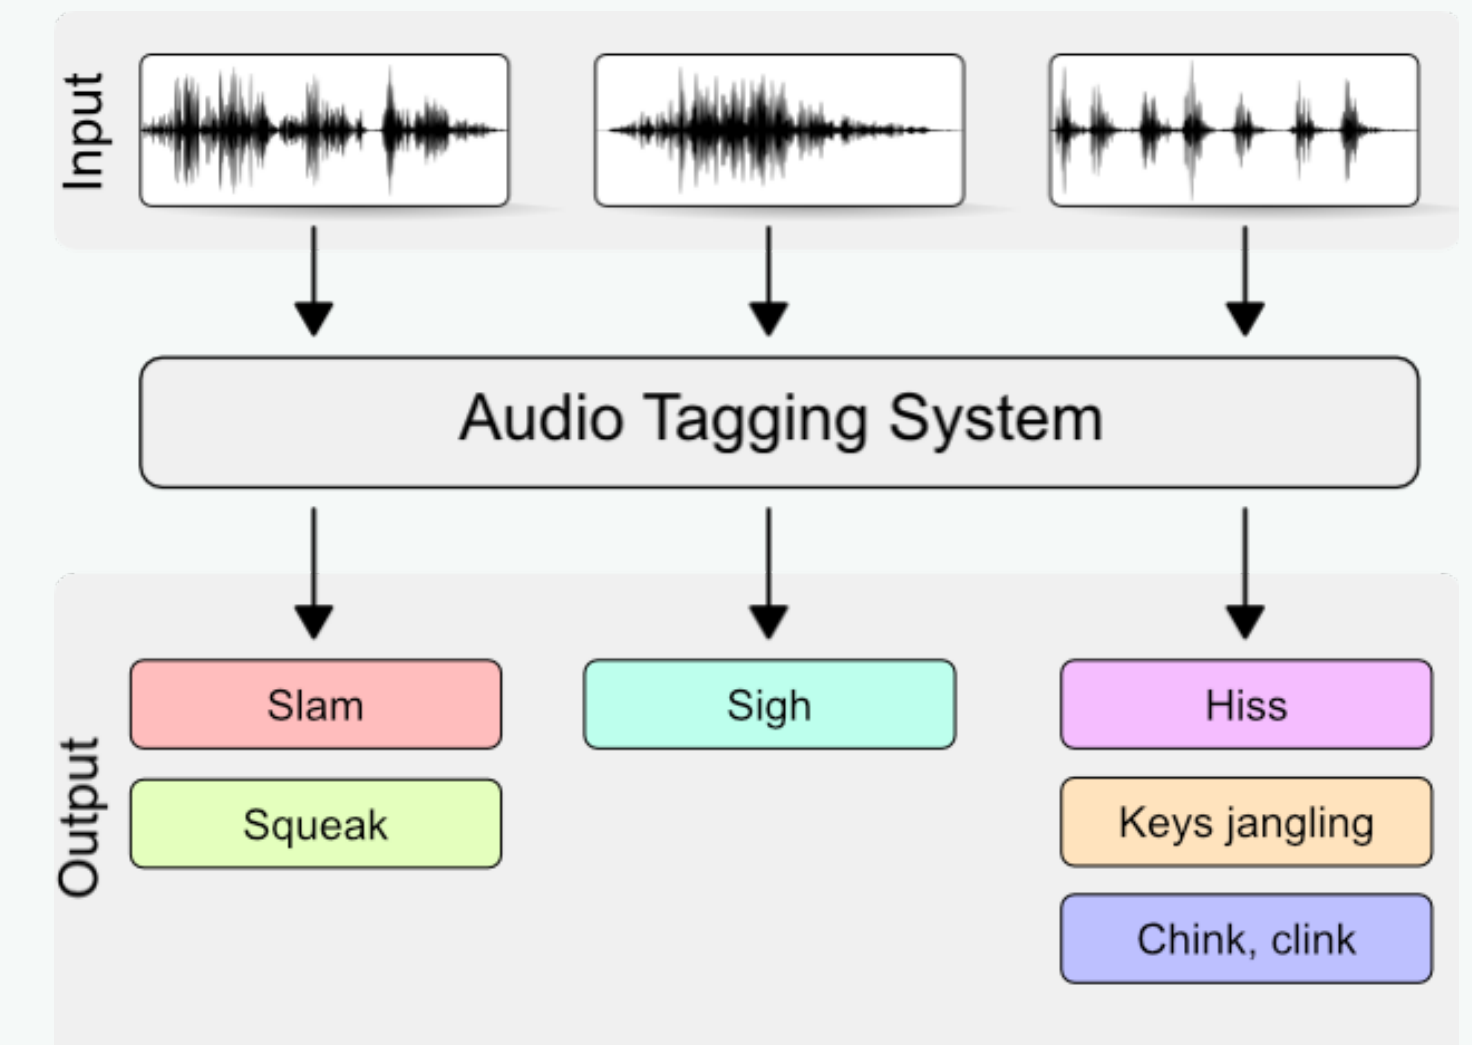 Input
Audio Tagging System
Output
Slam
Sigh
Hiss
Squeak
Keys jangling
Chink, clink